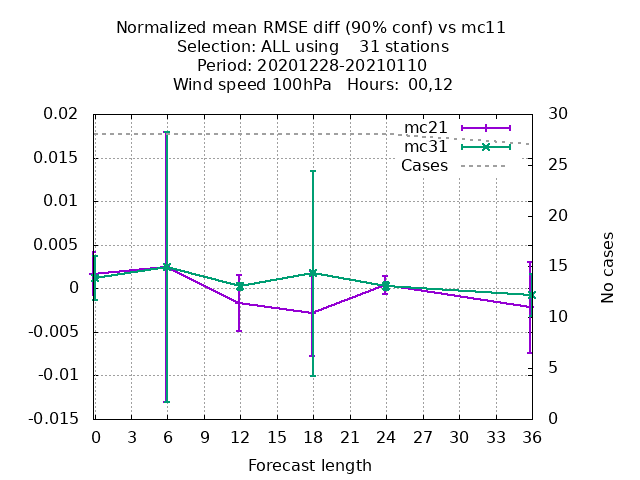 Normalized mean RMSE diff (90% conf) vs mc11
Selection: ALL using    31 stations
Period: 20201228-20210110
Wind speed 100hPa   Hours: 00,12
mc21
mc31
Cases
0.02
0.015
0.01
0.005
0
-0.005
-0.01
-0.015
30
25
20
15
10
5
0
No cases
0 3 6 9 12 15 18 21 24 27 30 33 36
Forecast length